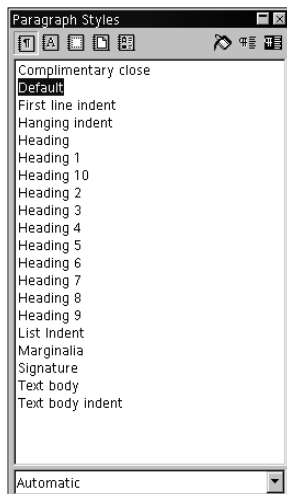 Paragraph Styles
Complimentary close
Default
First line indent
Hanging indent
Heading
Heading 1
Heading 10
Heading 2
Heading 3
Heading 4
Heading 5
Heading 6
Heading 7
Heading 8
Heading 9
List Indent
Marginalia
Signature
Text body
Text body indent
Automatic